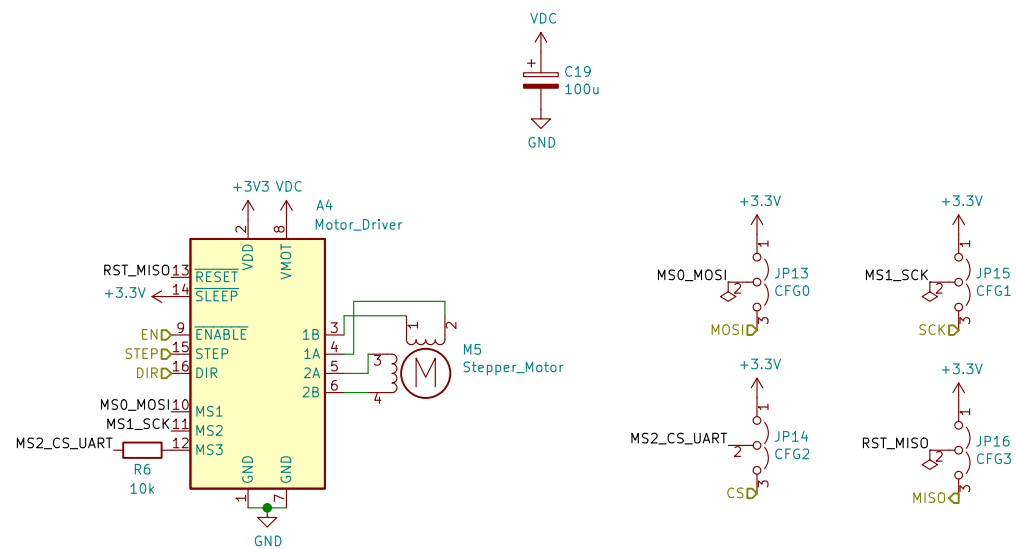 VDC
+
C19
100u
GND
+3V3 VDC
A4
Motor_Driver
2
8
VDD
VMOT
RST_MISO
13
RESET
+3.3V
14
SLEEP
EN
9
ENABLE
STEP
15
STEP
DIR
16
DIR
MS0_MOSI
10
MS1
MS1_SCK
11
MS2
MS2_CS_UART
12
MS3
R6
10k
1B
3
1A
4
2A
5
2B
6
GND
GND
1
7
GND
1
2
3
4
M
M5
Stepper_Motor
+3.3V
1
MS0_MOSI
2
JP13
CFG0
3
MOSI
+3.3V
1
MS1_SCK
2
JP15
CFG1
3
SCK
+3.3V
1
MS2_CS_UART
2
JP14
CFG2
3
CS
+3.3V
1
RST_MISO
2
JP16
CFG3
3
MISO